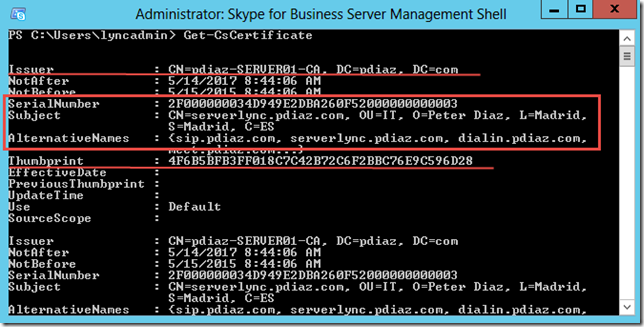 Administrator: Skype for Business Server Management Shell
PS C:\Users\lyncadmin> Get-CsCertificate
Issuer : CN=pdiaz-SERVER01-CA, DC=pdiaz, DC=com
NotAfter : 5/14/2017 8:44:06 AM
NotBefore : 5/15/2015 8:44:06 AM
SerialNumber : 2F000000034D949E2DBA260F52000000000003
Subject : CN=serverlync.pdiaz.com, OU=IT, O=Peter Diaz, L=Madrid,
S=Madrid, C=ES
AlternativeNames : {sip.pdiaz.com, serverlync.pdiaz.com, dialin.pdiaz.com,
meet.pdiaz.com...}
Thumbprint : 4F6B5BFB3FF018C7C42B72C6F2BBC76E9C596D28
EffectiveDate :
PreviousThumbprint :
UpdateTime :
Use : Default
SourceScope :
Issuer : CN=pdiaz-SERVER01-CA, DC=pdiaz, DC=com
NotAfter : 5/14/2017 8:44:06 AM
NotBefore : 5/15/2015 8:44:06 AM
SerialNumber : 2F000000034D949E2DBA260F52000000000003
Subject : CN=serverlync.pdiaz.com, OU=IT, O=Peter Diaz, L=Madrid,
S=Madrid, C=ES
AlternativeNames : {sip.pdiaz.com, serverlync.pdiaz.com, dialin.pdiaz.com,